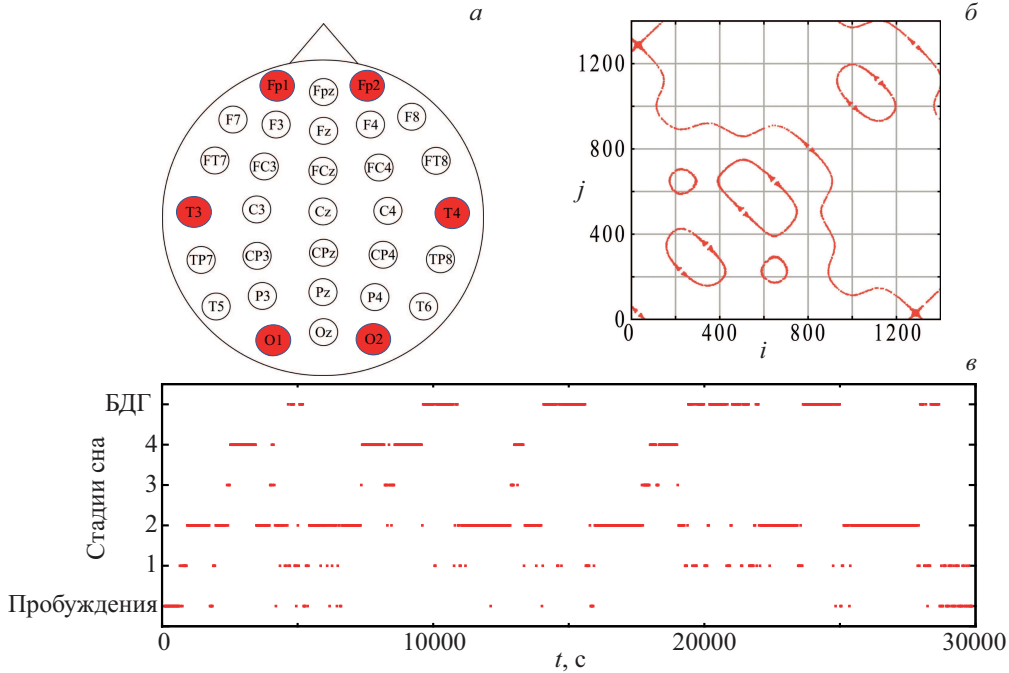 а
Fp1 Fpz Fp2
F7 F3 Fz F4 F8
FT7 FC3 FCz FC4 FT8
T3 C3 Cz C4 T4
TP7 CP3 CPz CP4 TP8
T5 P3 Pz P4 T6
O1 Oz O2
б
1200
800
j
400
0
0 400 800 1200
i
в
БДГ
4
3
2
1
Пробуждения
Стадии сна
0 10000 20000 30000
t, с